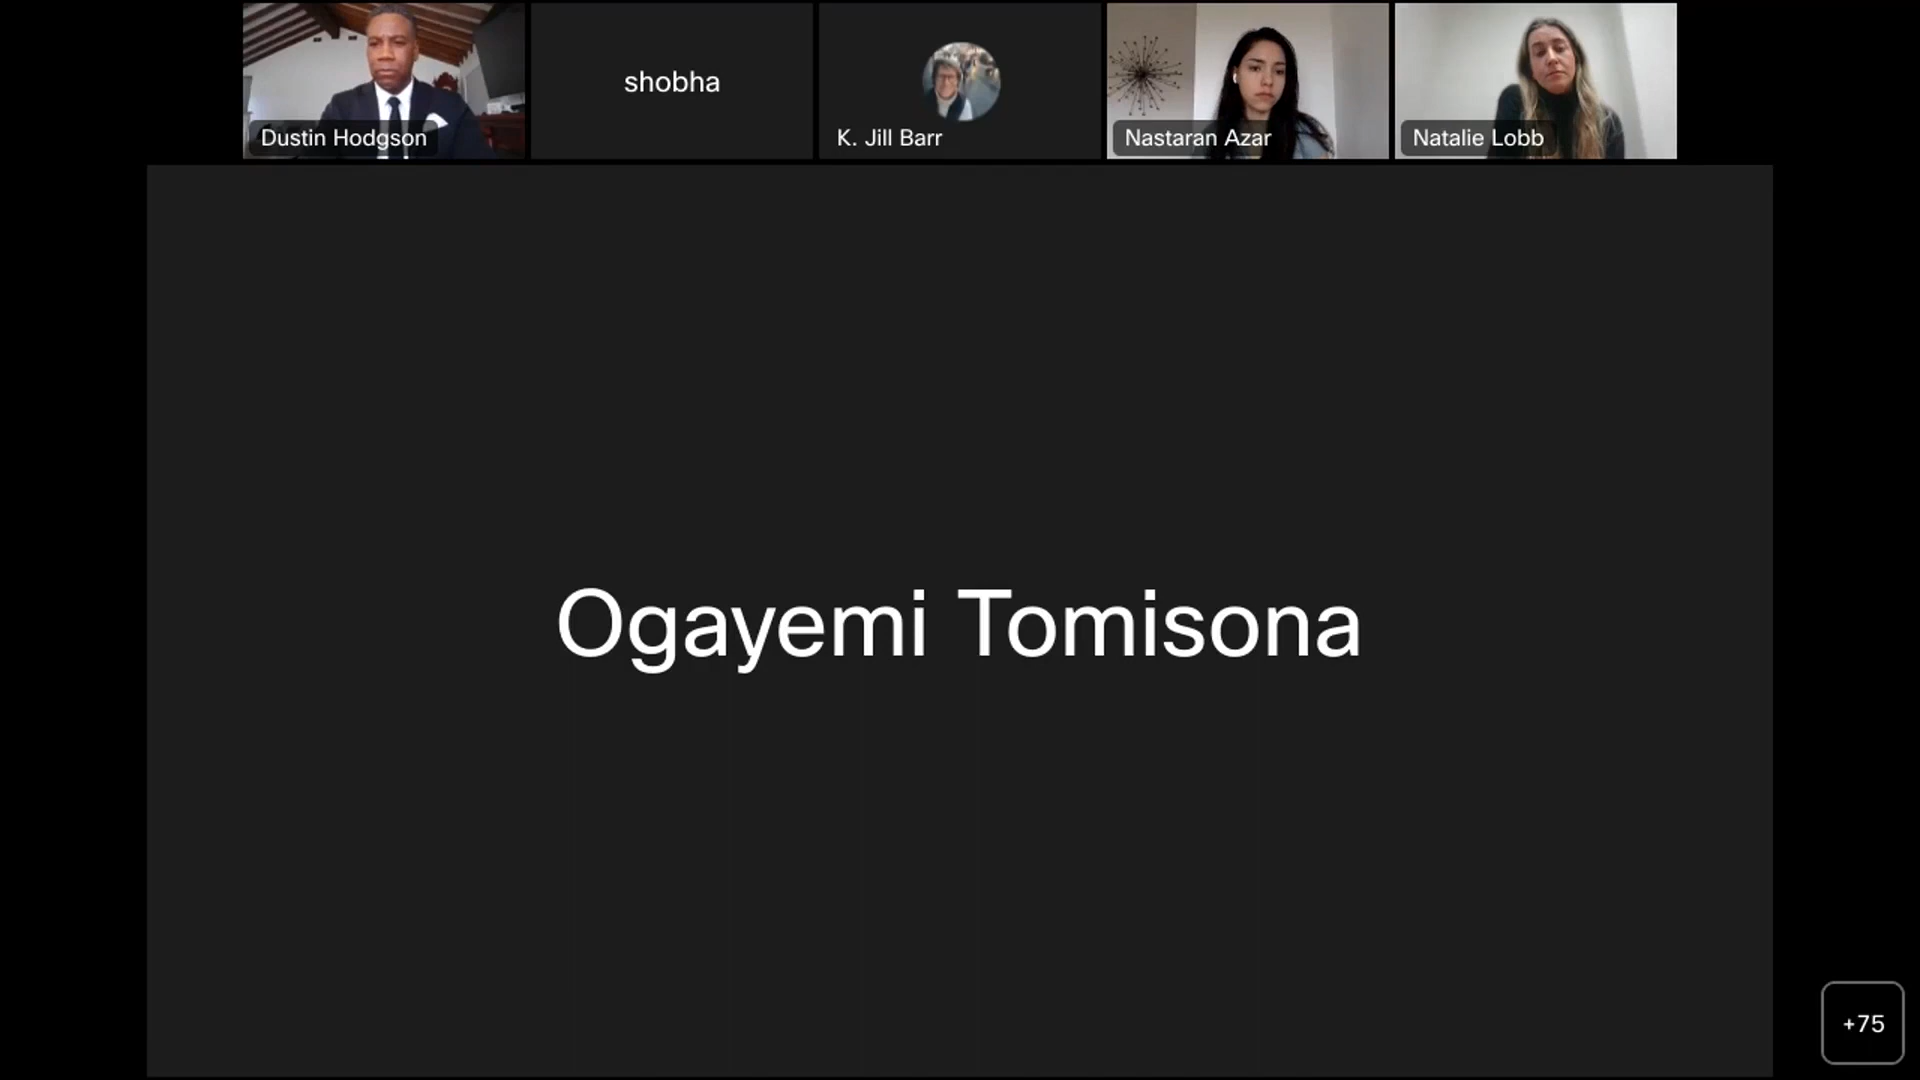 shobha
Dustin Hodgson
K. Jill Barr
Nastaran Azar
Natalie Lobb
Ogayemi Tomisona
+75